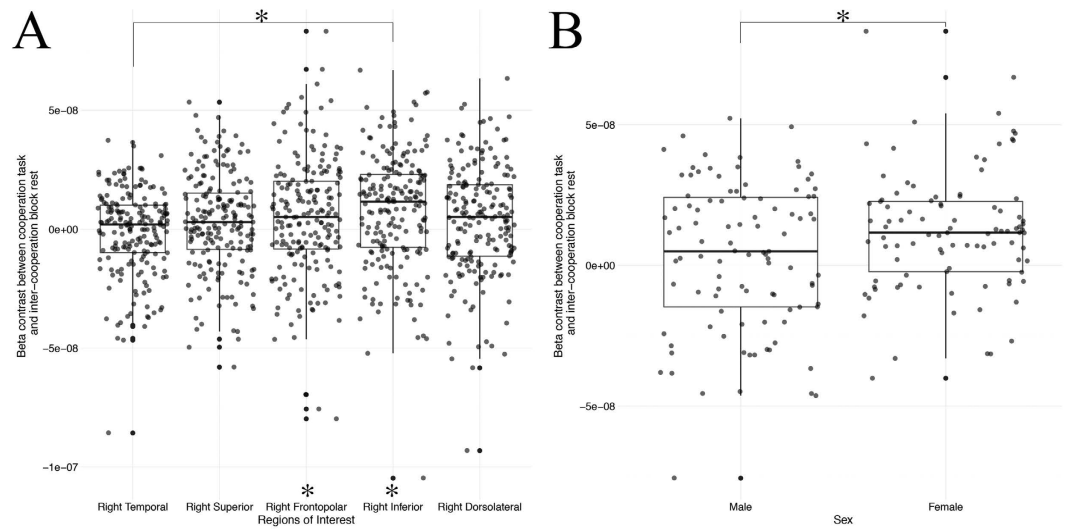 A
*
Beta contrast between cooperation task
and inter-cooperation block rest
5e-08
0e+00
−5e-08
−1e-07
* *
Right Temporal Right Superior Right Frontopolar Right Inferior Right Dorsolateral
Regions of Interest
B
*
Beta contrast between cooperation task
and inter-cooperation block rest
5e-08
0e+00
−5e-08
Male Female
Sex